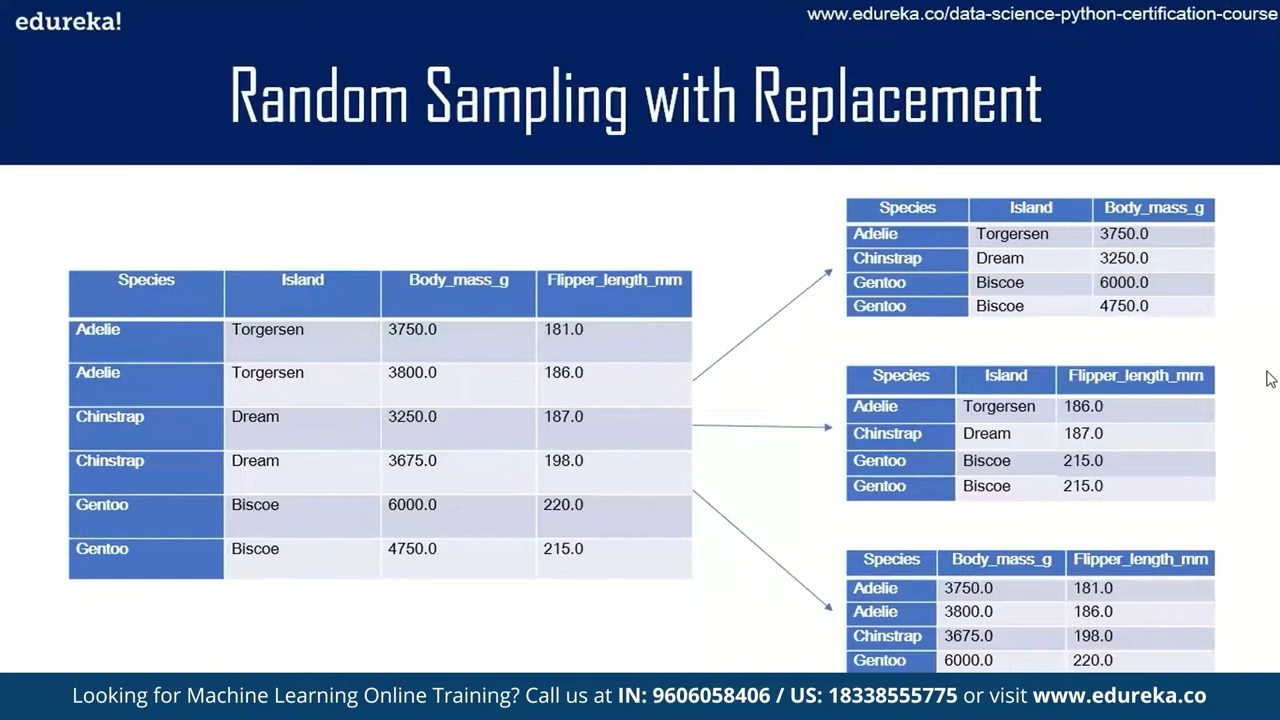 edureka!
www.edureka.co/data-science-python-certification-course
Random Sampling with Replacement
Species Island Body_mass_g Flipper_length_mm
Adelie Torgersen 3750.0 181.0
Adelie Torgersen 3800.0 186.0
Chinstrap Dream 3250.0 187.0
Chinstrap Dream 3675.0 198.0
Gentoo Biscoe 6000.0 220.0
Gentoo Biscoe 4750.0 215.0
Species Island Body_mass_g
Adelie Torgersen 3750.0
Chinstrap Dream 3250.0
Gentoo Biscoe 6000.0
Gentoo Biscoe 4750.0
Species Island Flipper_length_mm
Adelie Torgersen 186.0
Chinstrap Dream 187.0
Gentoo Biscoe 215.0
Gentoo Biscoe 215.0
Species Body_mass_g Flipper_length_mm
Adelie 3750.0 181.0
Adelie 3800.0 186.0
Chinstrap 3675.0 198.0
Gentoo 6000.0 220.0
Looking for Machine Learning Online Training? Call us at IN: 9606058406 / US: 18338555775 or visit www.edureka.co